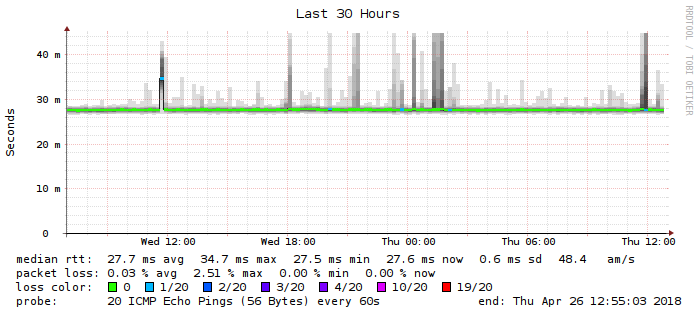 Last 30 Hours
RRDTOOL / TOBI OETIKER
Seconds
40 m
30 m
20 m
10 m
0
Wed 12:00 Wed 18:00 Thu 00:00 Thu 06:00 Thu 12:00
median rtt: 27.7 ms avg 34.7 ms max 27.5 ms min 27.6 ms now 0.6 ms sd 48.4 am/s
packet loss: 0.03 % avg 2.51 % max 0.00 % min 0.00 % now
loss color: 0 1/20 2/20 3/20 4/20 10/20 19/20
probe: 20 ICMP Echo Pings (56 Bytes) every 60s end: Thu Apr 26 12:55:03 2018